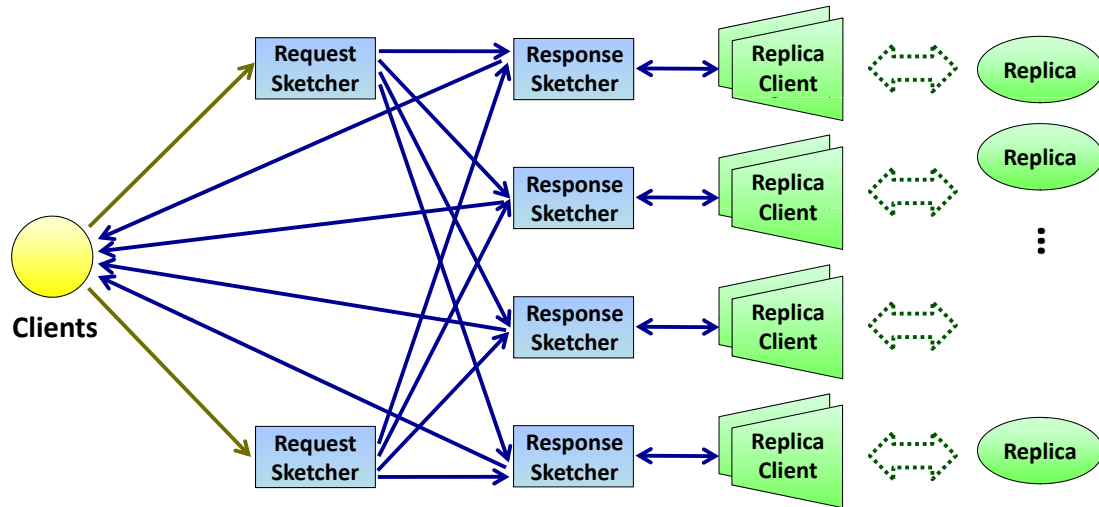 Request
Sketcher
Response
Sketcher
Replica
Client
Replica
Response
Sketcher
Replica
Client
Replica
...
Clients
Response
Sketcher
Replica
Client
Request
Sketcher
Response
Sketcher
Replica
Client
Replica